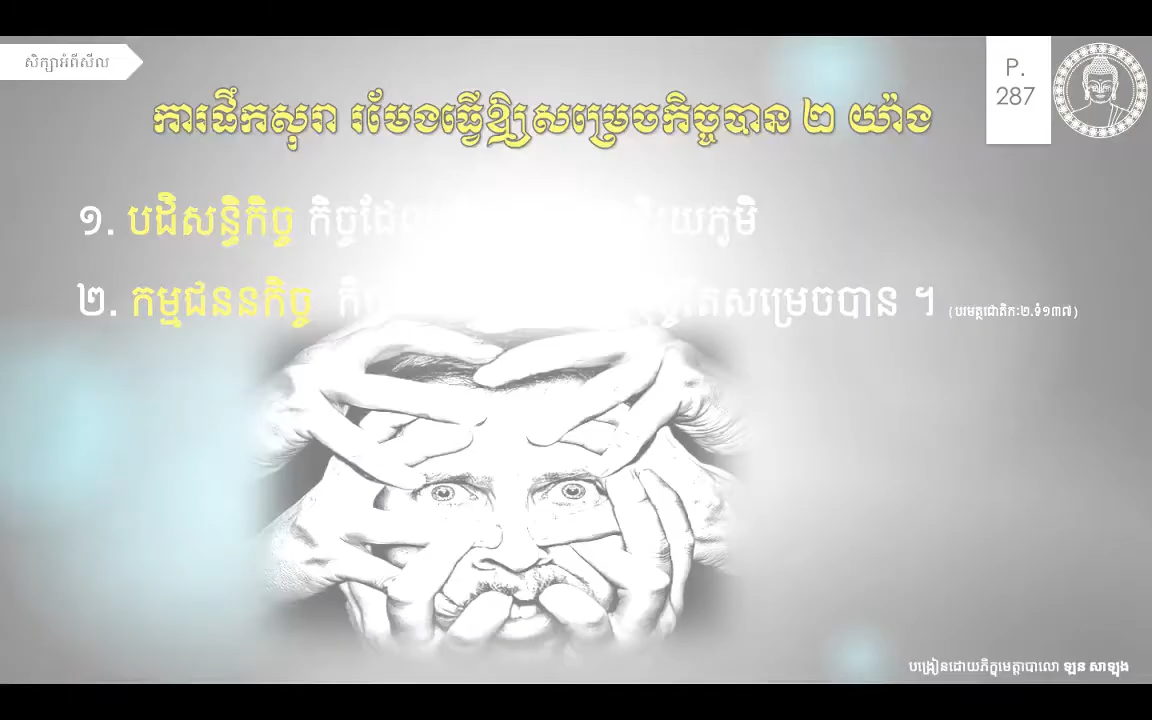 សិក្សាអំពីសីល
P.
287
ការផឹកសុរា រមែងធ្វើឱ្យសម្រេចកិច្ចបាន ២ យ៉ាង
១. បដិសន្ធិកិច្ច កិច្ចដែល ភូមិ
២. កម្មជននកិច្ច សម្រេចបាន ។ (បរមត្ថជោតិកៈ២.ទំ១៣៧)
បង្រៀនដោយភិក្ខុមេត្តាបាលោ ឡុន សាឡុង